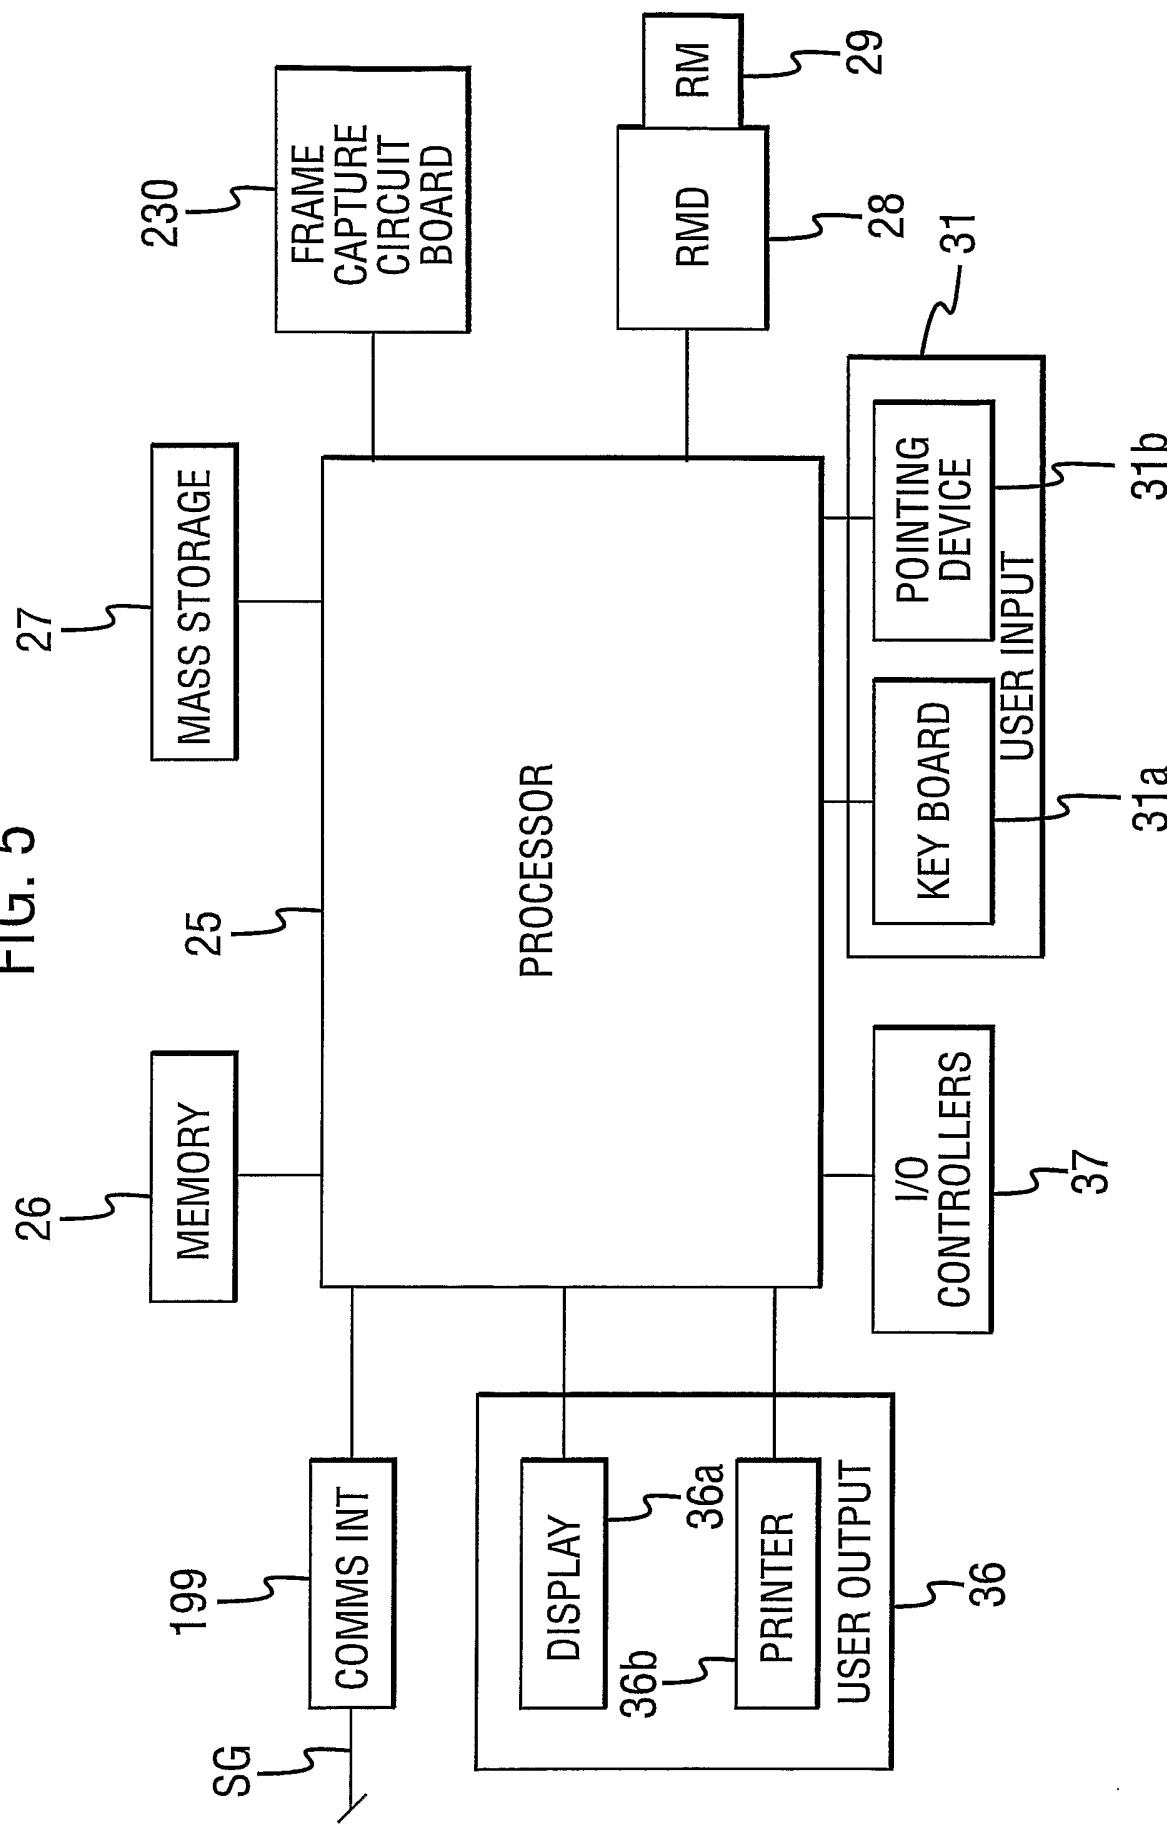 FIG. 5
26
25
27
230
MEMORY
MASS STORAGE
FRAME
CAPTURE
CIRCUIT
BOARD
199
SG
COMMS INT
PROCESSOR
DISPLAY
36a
36b
PRINTER
USER OUTPUT
36
RMD
RM
28
29
I/O
CONTROLLERS
37
KEY BOARD
POINTING
DEVICE
USER INPUT
31
31a
31b